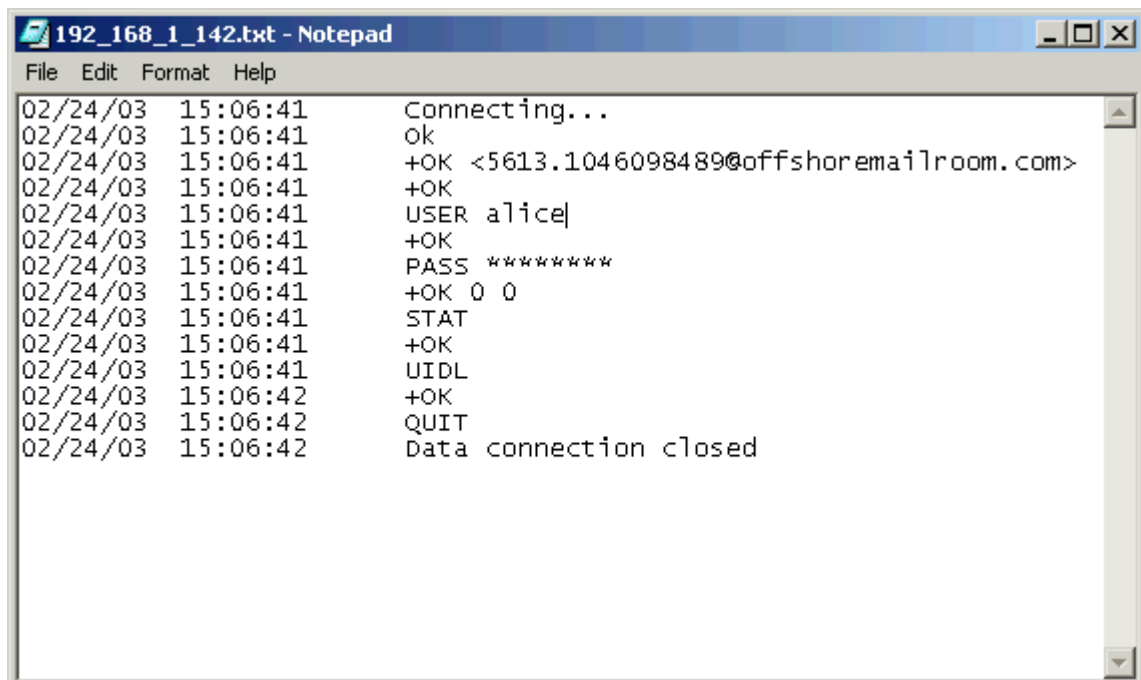 192_168_1_142.txt - Notepad
File Edit Format Help
02/24/03 15:06:41 Connecting...
02/24/03 15:06:41 Ok
02/24/03 15:06:41 +OK <5613.1046098489@offshoremailroom.com>
02/24/03 15:06:41 +OK
02/24/03 15:06:41 USER alice
02/24/03 15:06:41 +OK
02/24/03 15:06:41 PASS ********
02/24/03 15:06:41 +OK 0 0
02/24/03 15:06:41 STAT
02/24/03 15:06:41 +OK
02/24/03 15:06:41 UIDL
02/24/03 15:06:42 +OK
02/24/03 15:06:42 QUIT
02/24/03 15:06:42 Data connection closed